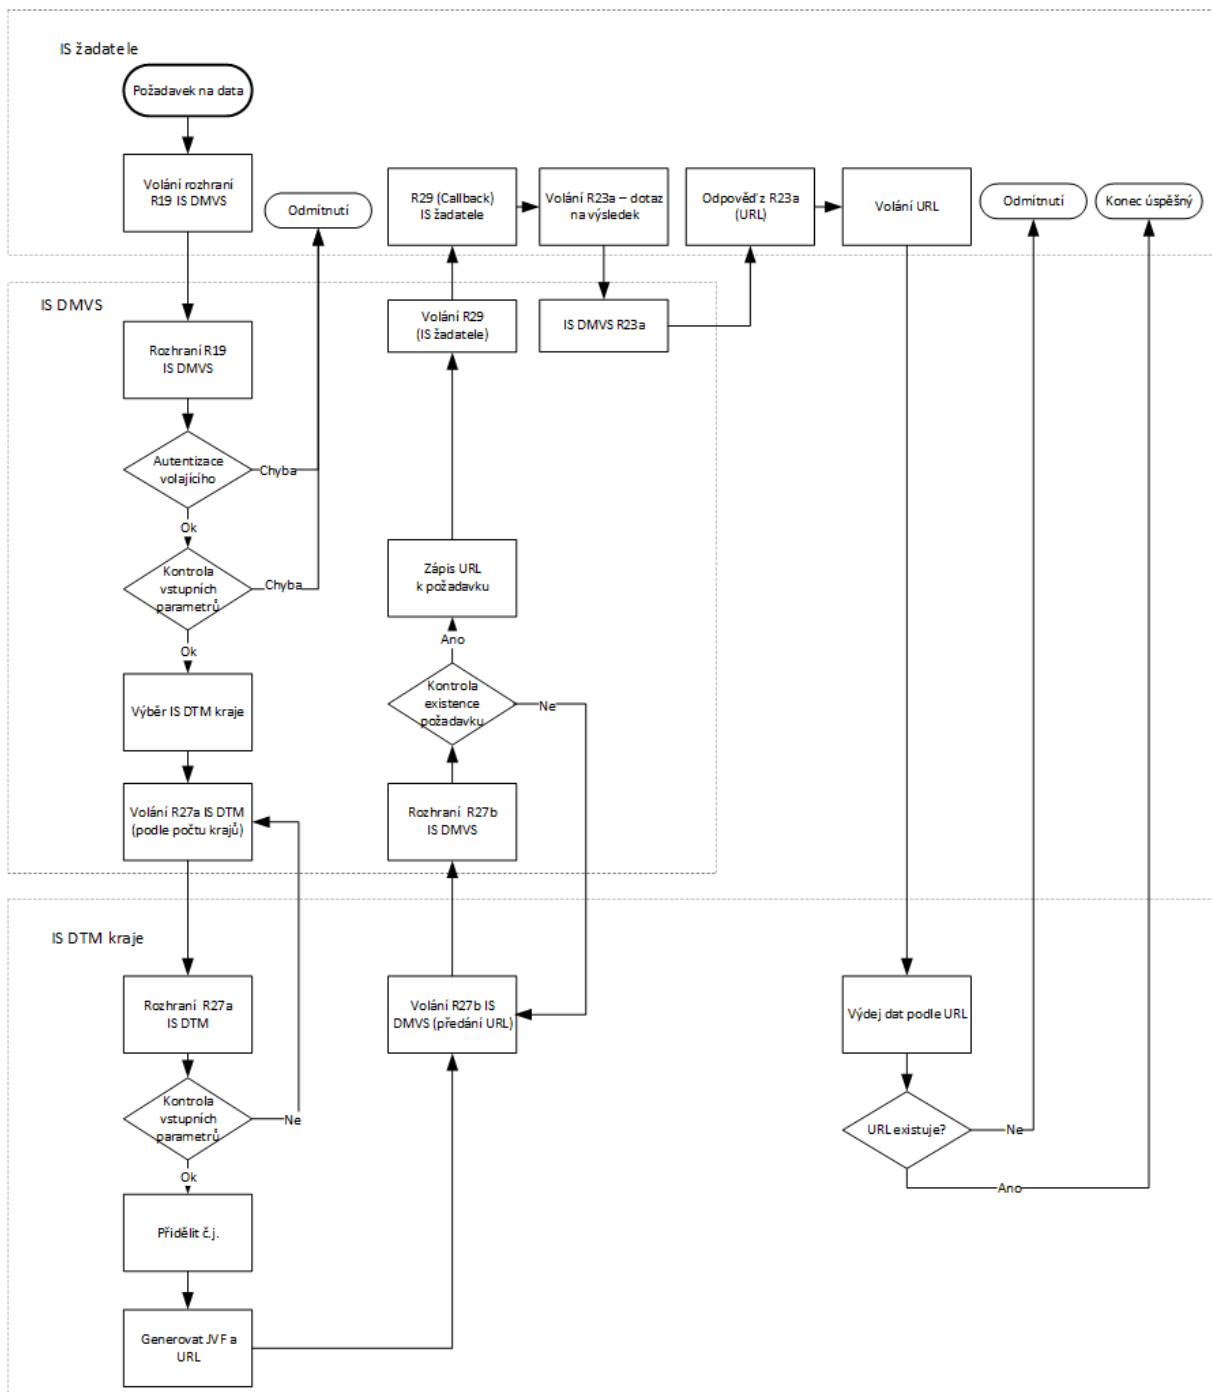 IS žadatele
Požadavek na data
Volání rozhraní
R19 IS DMVS
Odmítnutí
R29 (Callback)
IS žadatele
Volání R23a – dotaz
na výsledek
Odpověď z R23a
(URL)
Volání URL
Odmítnutí
Konec úspěšný
IS DMVS
Rozhraní R19
IS DMVS
Volání R29
(IS žadatele)
IS DMVS R23a
Autentizace
volajícího
Chyba
Ok
Kontrola
vstupních
parametrů
Chyba
Ok
Zápis URL
k požadavku
Ano
Kontrola
existence
požadavku
Ne
Výběr IS DTM kraje
Volání R27a IS DTM
(podle počtu krajů)
Rozhraní R27b
IS DMVS
IS DTM kraje
Rozhraní R27a
IS DTM
Volání R27b IS
DMVS (předání URL)
Výdej dat podle URL
Kontrola
vstupních
parametrů
Ne
Ok
URL existuje?
Ne
Ano
Přidělit č.j.
Generovat JVF a
URL